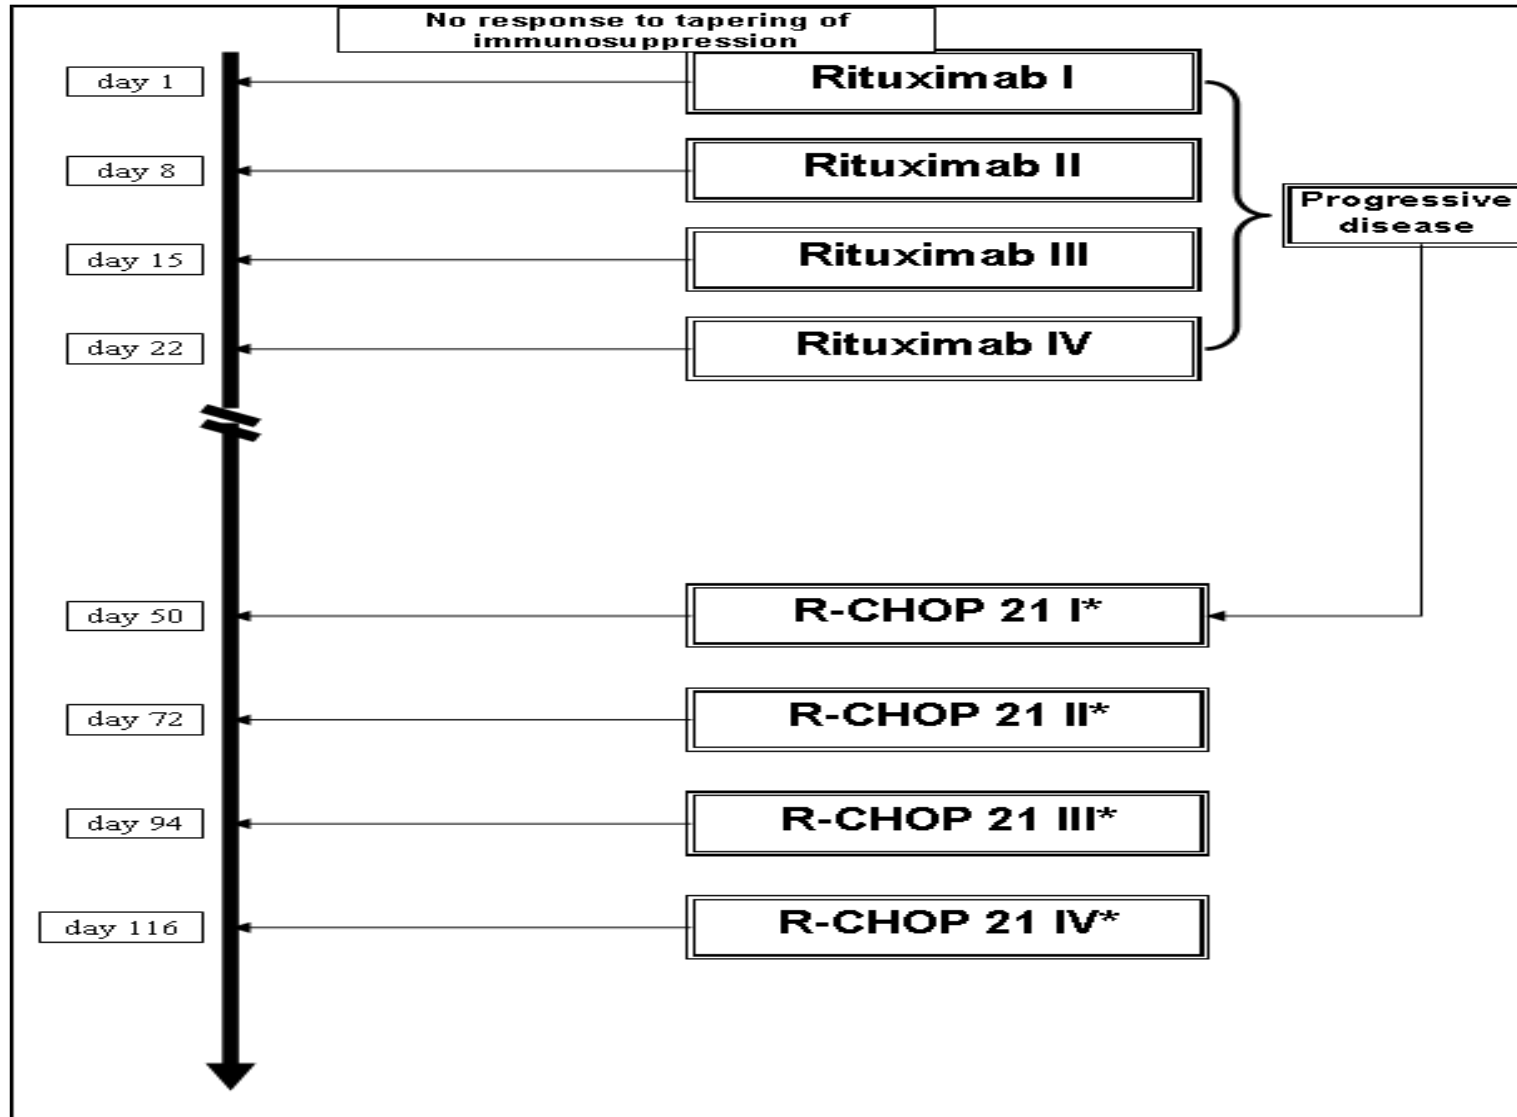 No response to tapering of
immunosuppression
day 1
Rituximab I
day 8
Rituximab II
Progressive
disease
day 15
Rituximab III
day 22
Rituximab IV
day 50
R-CHOP 21 I*
day 72
R-CHOP 21 II*
day 94
R-CHOP 21 III*
day 116
R-CHOP 21 IV*